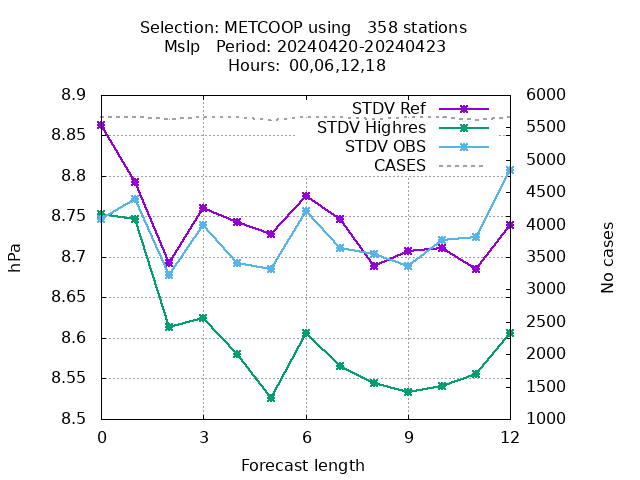 Selection: METCOOP using   358 stations
Mslp   Period: 20240420-20240423
Hours: 00,06,12,18
8.9
8.85
8.8
8.75
8.7
8.65
8.6
8.55
8.5
6000
5500
5000
4500
4000
3500
3000
2500
2000
1500
1000
STDV Ref
STDV Highres
STDV OBS
CASES
hPa
No cases
0 3 6 9 12
Forecast length